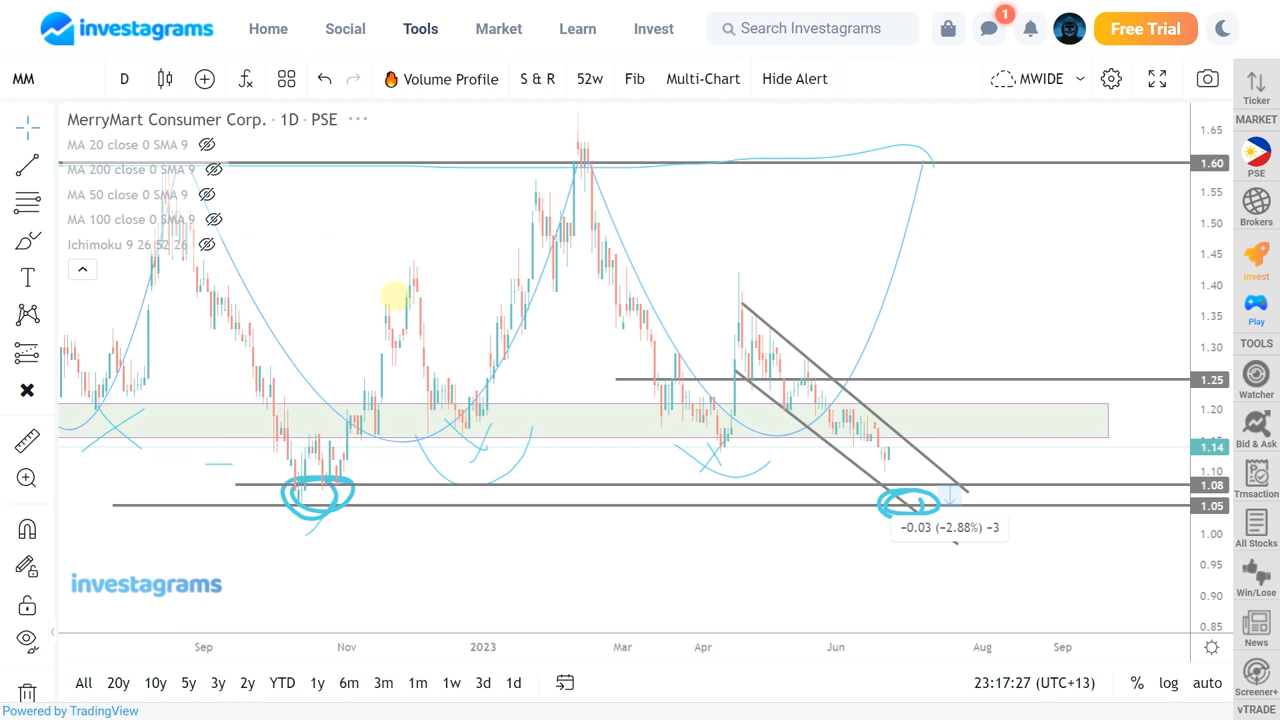 investagrams
Home
Social
Tools
Market
Learn
Invest
Search Investagrams
1
Free Trial
MM
D
Volume Profile
S & R
52w
Fib
Multi-Chart
Hide Alert
MWIDE
MerryMart Consumer Corp. · 1D · PSE
MA 20 close 0 SMA 9
MA 200 close 0 SMA 9
MA 50 close 0 SMA 9
MA 100 close 0 SMA 9
Ichimoku 9 26 52 26
1.65
1.60
1.55
1.50
1.45
1.40
1.35
1.30
1.25
1.20
1.14
1.10
1.08
1.05
1.00
0.95
0.90
0.85
−0.03 (−2.88%) −3
investagrams
Sep
Nov
2023
Mar
Apr
Jun
Aug
Sep
All
20y
10y
5y
3y
2y
YTD
1y
6m
3m
1m
1w
3d
1d
23:17:27 (UTC+13)
%
log
auto
Powered by TradingView
Ticker
MARKET
PSE
Brokers
Invest
Play
TOOLS
Watcher
Bid & Ask
Trnsaction
All Stocks
Win/Lose
News
Screener+
vTRADE